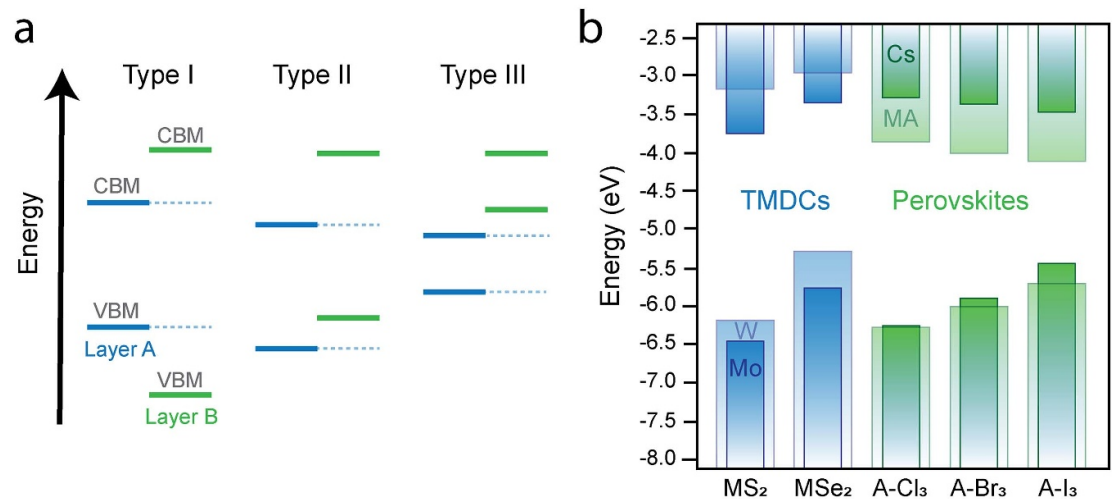 a
Type I
Type II
Type III
Energy
CBM
CBM
VBM
Layer A
VBM
Layer B
b
Energy (eV)
-2.5
-3.0
-3.5
-4.0
-4.5
-5.0
-5.5
-6.0
-6.5
-7.0
-7.5
-8.0
Cs
MA
TMDCs
Perovskites
W
Mo
MS₂
MSe₂
A-Cl₃
A-Br₃
A-I₃